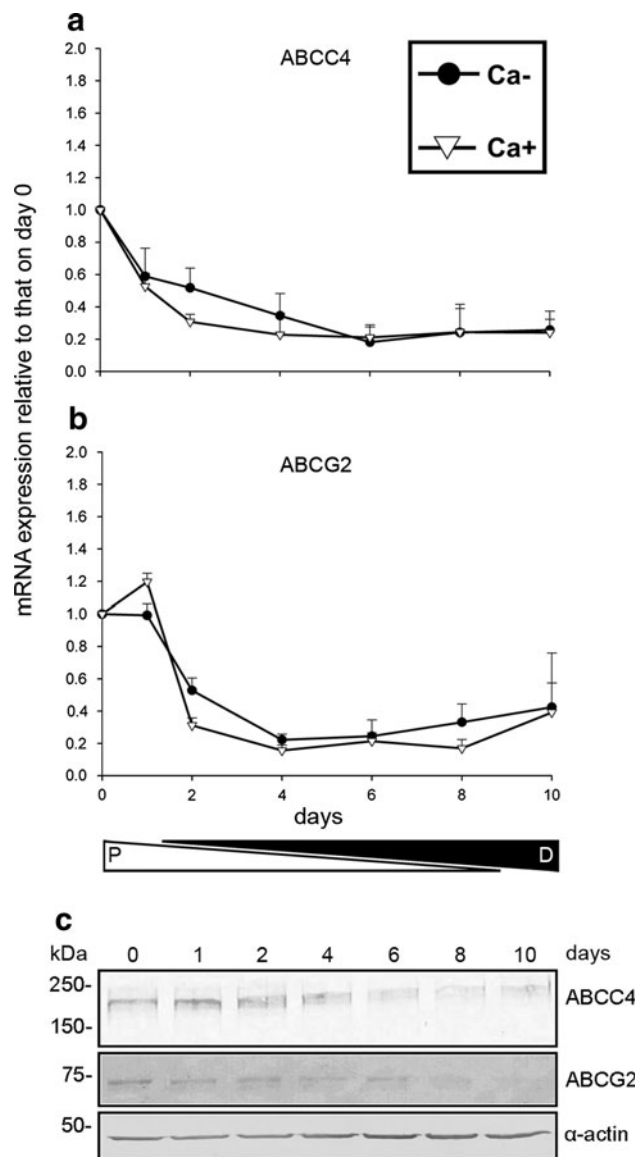 a
2.0
ABCC4
1.8
1.6
1.4
1.2
1.0
0.8
0.6
0.4
0.2
0.0
Ca-
Ca+
mRNA expression relative to that on day 0
b
2.0
ABCG2
1.8
1.6
1.4
1.2
1.0
0.8
0.6
0.4
0.2
0.0
0 2 4 6 8 10
days
P D
c
kDa 0 1 2 4 6 8 10 days
250-
ABCC4
150-
75-
ABCG2
50-
α-actin